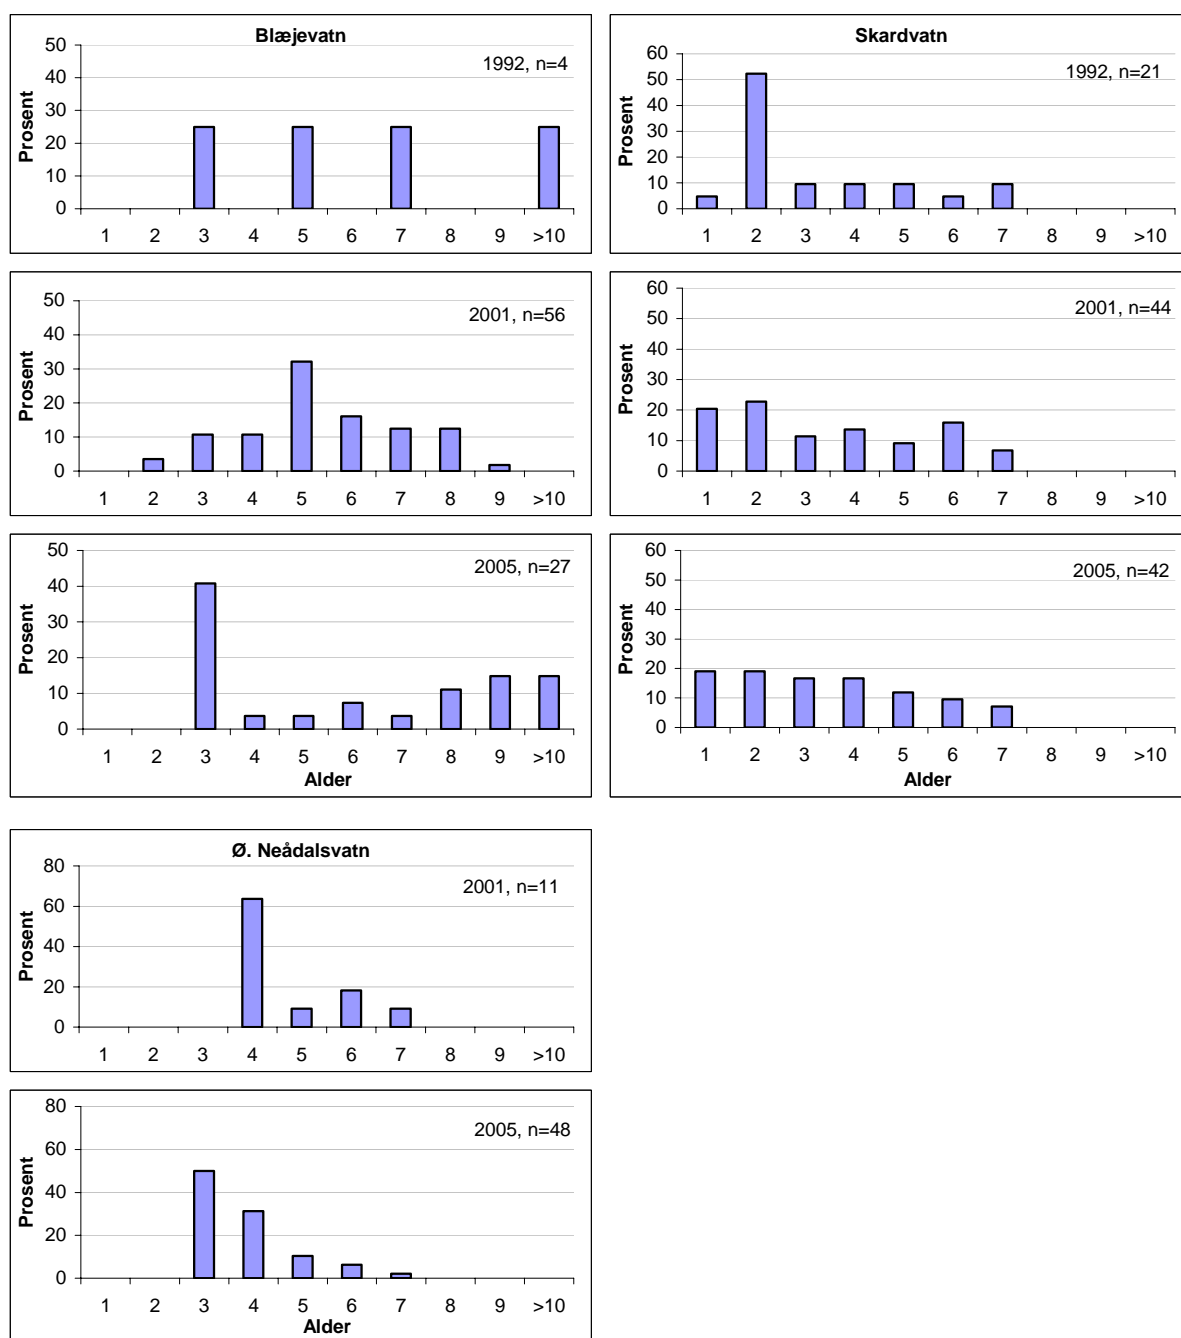 Blæjevatn
1992, n=4
Prosent
50
40
30
20
10
0
1 2 3 4 5 6 7 8 9 >10
2001, n=56
Prosent
50
40
30
20
10
0
1 2 3 4 5 6 7 8 9 >10
2005, n=27
Prosent
50
40
30
20
10
0
1 2 3 4 5 6 7 8 9 >10
Alder
Skardvatn
1992, n=21
Prosent
60
50
40
30
20
10
0
1 2 3 4 5 6 7 8 9 >10
2001, n=44
Prosent
60
50
40
30
20
10
0
1 2 3 4 5 6 7 8 9 >10
2005, n=42
Prosent
60
50
40
30
20
10
0
1 2 3 4 5 6 7 8 9 >10
Alder
Ø. Neådalsvatn
2001, n=11
Prosent
80
60
40
20
0
1 2 3 4 5 6 7 8 9 >10
2005, n=48
Prosent
80
60
40
20
0
1 2 3 4 5 6 7 8 9 >10
Alder